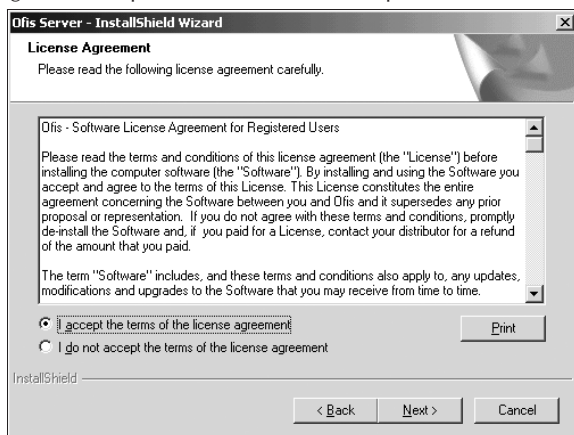 Ofis Server - InstallShield Wizard
License Agreement
Please read the following license agreement carefully.
Ofis - Software License Agreement for Registered Users
Please read the terms and conditions of this license agreement (the "License") before
installing the computer software (the "Software"). By installing and using the Software you
accept and agree to the terms of this License. This License constitutes the entire
agreement concerning the Software between you and Ofis and it supersedes any prior
proposal or representation. If you do not agree with these terms and conditions, promptly
de-install the Software and, if you paid for a License, contact your distributor for a refund
of the amount that you paid.
The term "Software" includes, and these terms and conditions also apply to, any updates,
modifications and upgrades to the Software that you may receive from time to time.
I accept the terms of the license agreement
Print
I do not accept the terms of the license agreement
InstallShield
< Back Next > Cancel